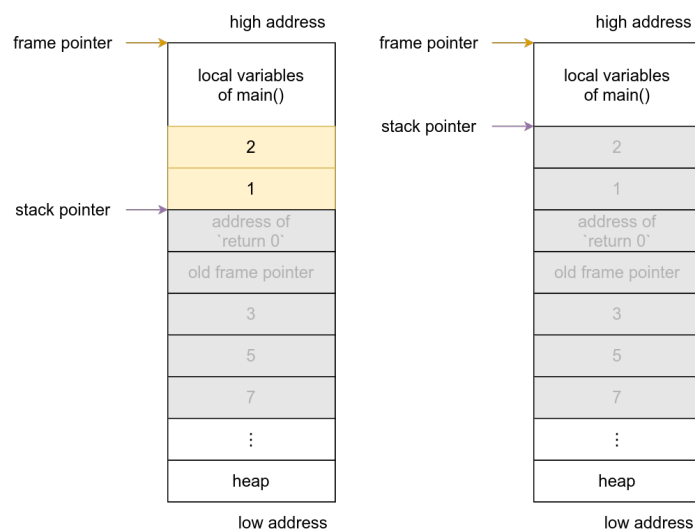 high address
frame pointer
local variables
of main()
2
1
stack pointer
address of
`return 0`
old frame pointer
3
5
7
⋮
heap
low address
high address
frame pointer
local variables
of main()
stack pointer
2
1
address of
`return 0`
old frame pointer
3
5
7
⋮
heap
low address